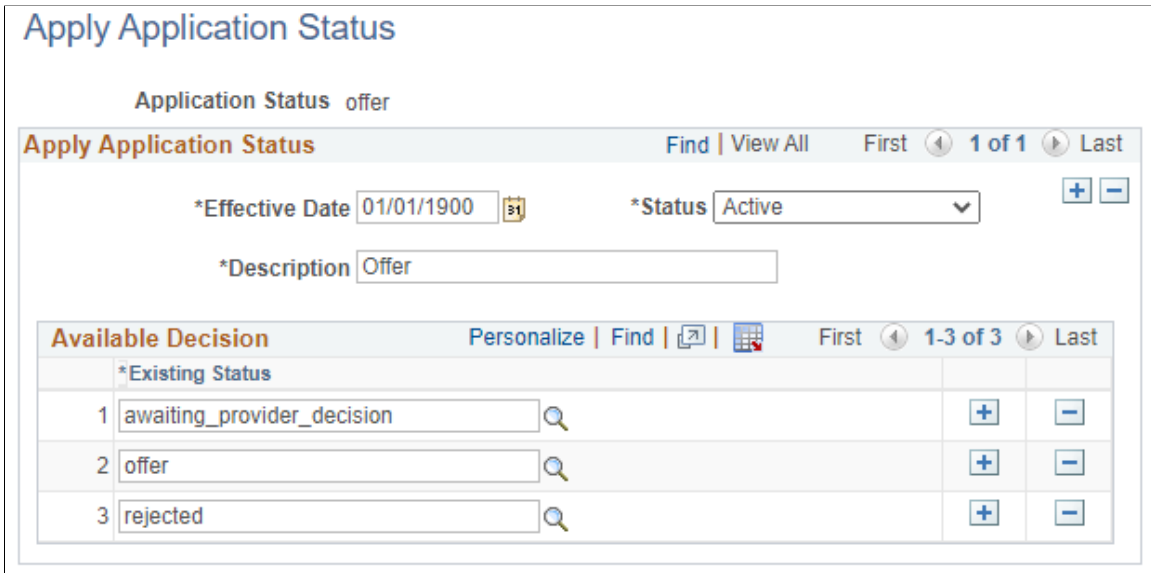 Apply Application Status
Application Status offer
Apply Application Status Find | View All First 1 of 1 Last
*Effective Date 01/01/1900 31 *Status Active
*Description Offer
Available Decision Personalize | Find | | First 1-3 of 3 Last
*Existing Status
1 awaiting_provider_decision
2 offer
3 rejected